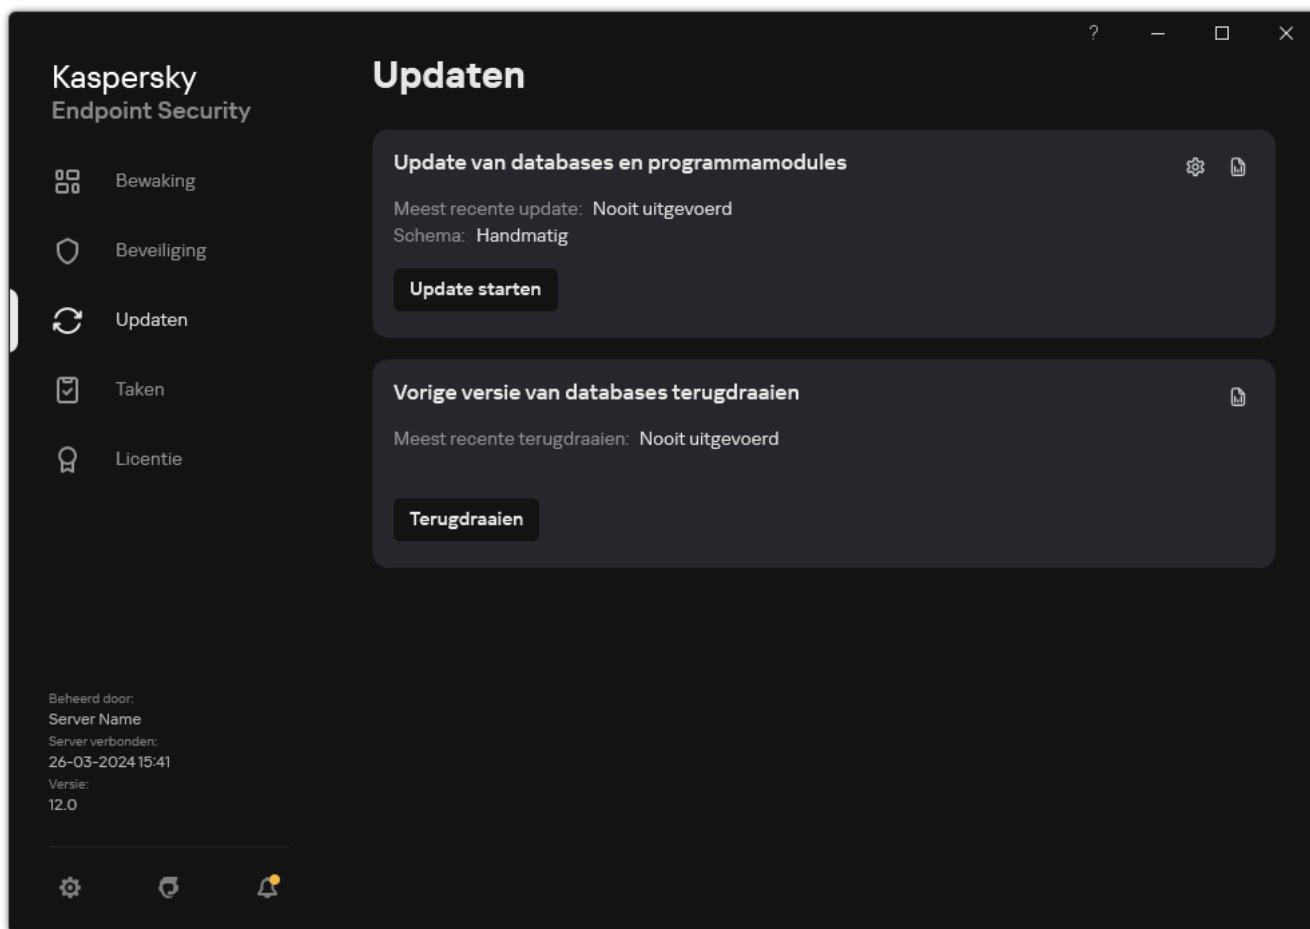 ?
Kaspersky
Endpoint Security
Bewaking
Beveiliging
Updaten
Taken
Licentie
Beheerd door:
Server Name
Server verbonden:
26-03-2024 15:41
Versie:
12.0
Updaten
Update van databases en programmamodules
Meest recente update: Nooit uitgevoerd
Schema: Handmatig
Update starten
Vorige versie van databases terugdraaien
Meest recente terugdraaien: Nooit uitgevoerd
Terugdraaien